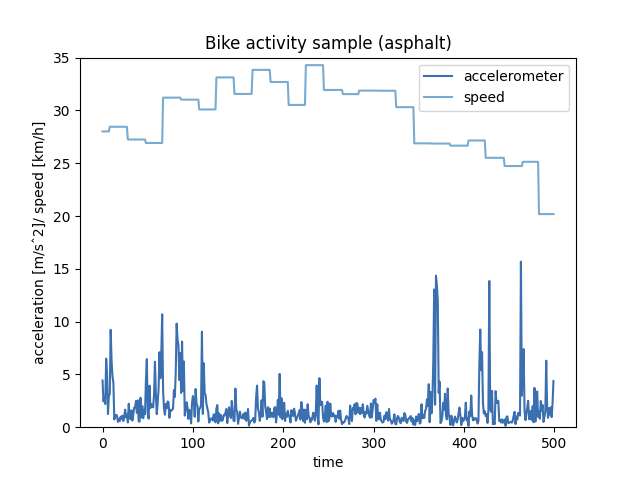 Bike activity sample (asphalt)
accelerometer
speed
acceleration [m/sˆ2]/ speed [km/h]
35
30
25
20
15
10
5
0
0 100 200 300 400 500
time